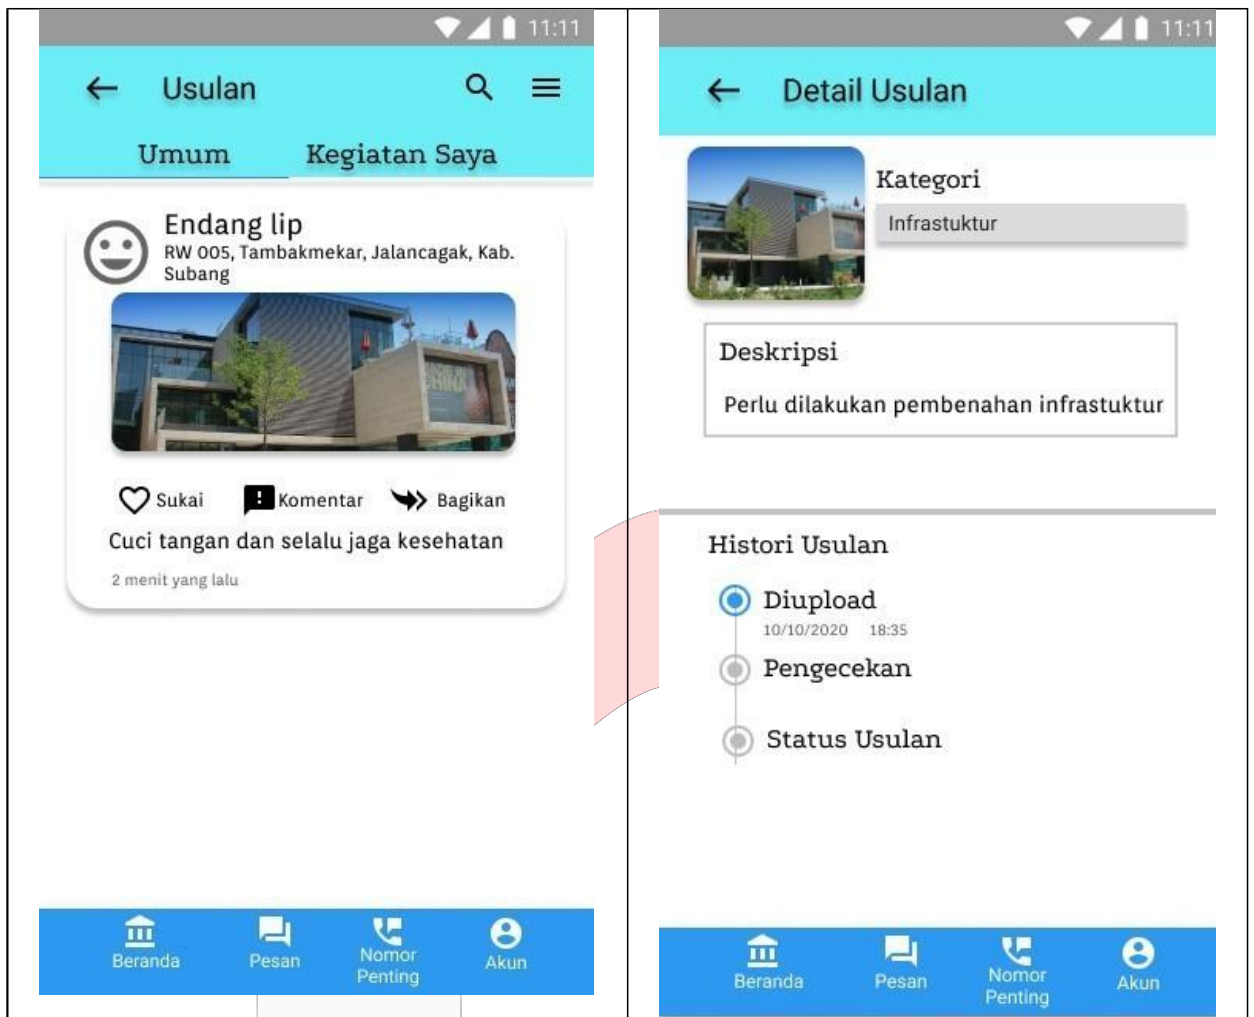 11:11
Usulan
Umum Kegiatan Saya
Endang lip
RW 005, Tambakmekar, Jalancagak, Kab.
Subang
Sukai Komentar Bagikan
Cuci tangan dan selalu jaga kesehatan
2 menit yang lalu
Beranda Pesan Nomor Penting Akun
11:11
Detail Usulan
Kategori
Infrastuktur
Deskripsi
Perlu dilakukan pembenahan infrastuktur
Histori Usulan
Diupload
10/10/2020 18:35
Pengecekan
Status Usulan
Beranda Pesan Nomor Penting Akun